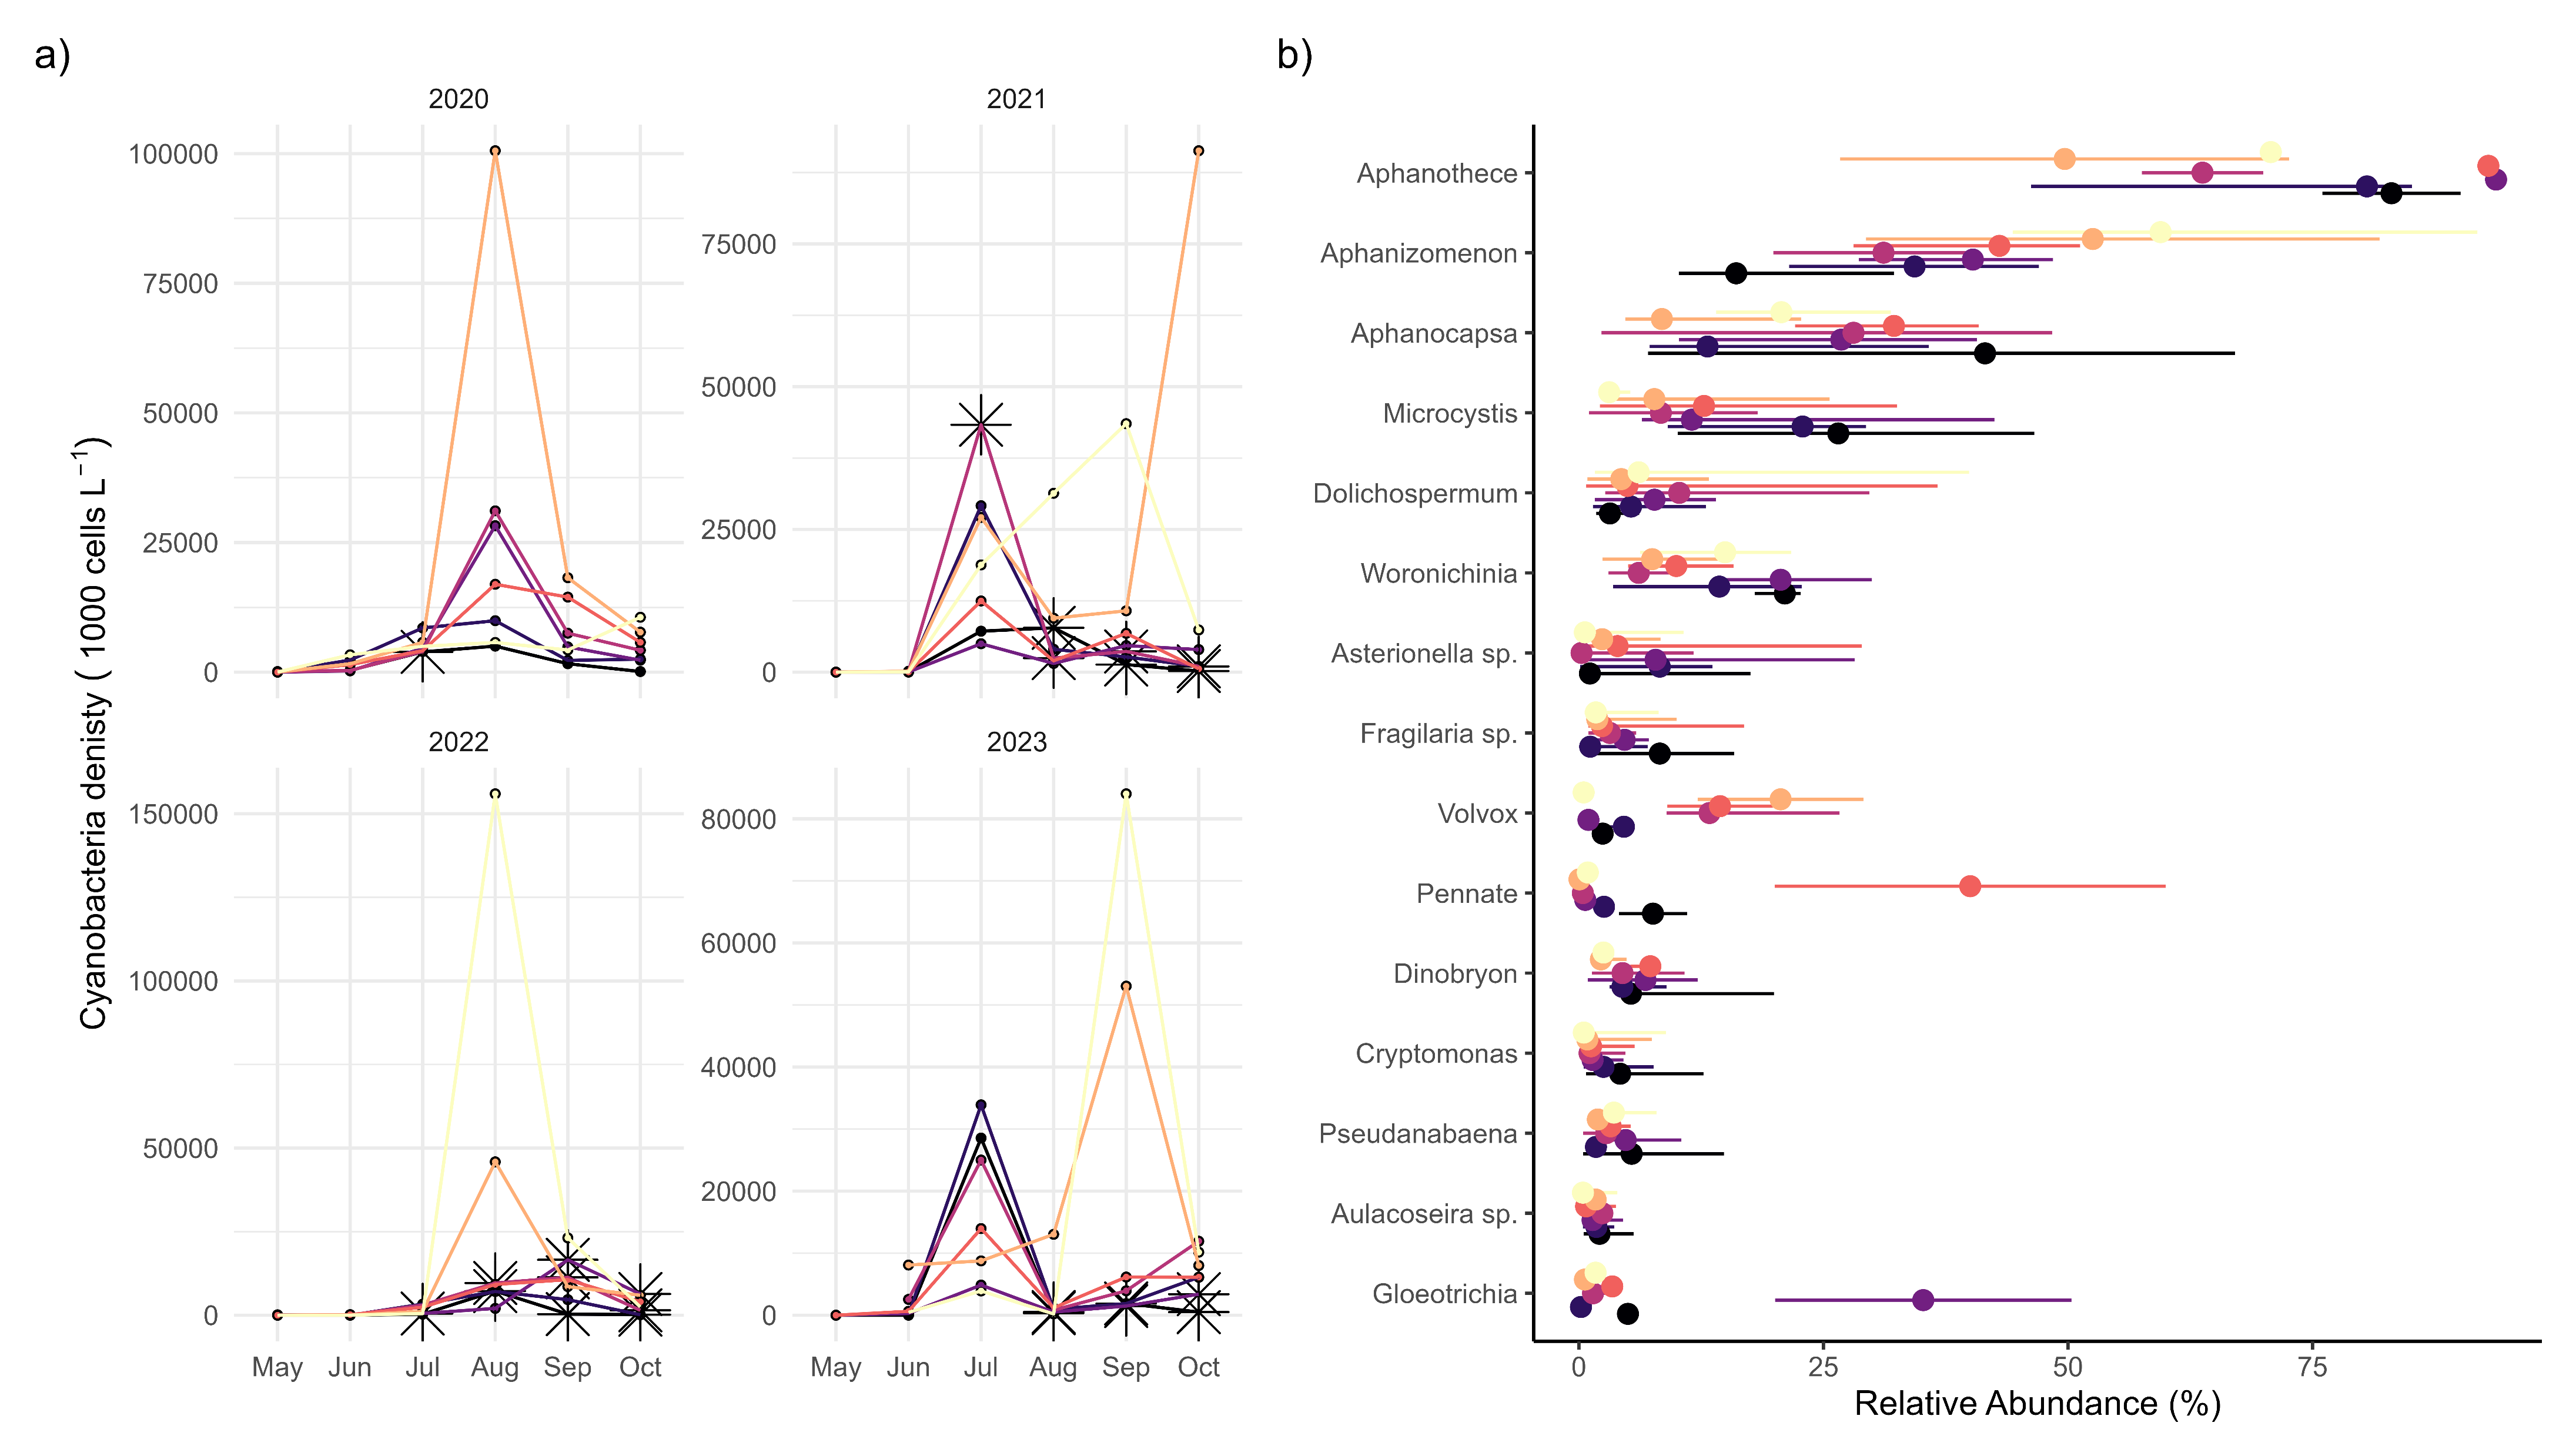 a)
2020
2021
100000
75000
50000
25000
0
75000
50000
25000
0
Cyanobacteria denisty ( 1000 cells L⁻¹)
2022
2023
150000
100000
50000
0
80000
60000
40000
20000
0
May Jun Jul Aug Sep Oct
May Jun Jul Aug Sep Oct
b)
Aphanothece
Aphanizomenon
Aphanocapsa
Microcystis
Dolichospermum
Woronichinia
Asterionella sp.
Fragilaria sp.
Volvox
Pennate
Dinobryon
Cryptomonas
Pseudanabaena
Aulacoseira sp.
Gloeotrichia
0 25 50 75
Relative Abundance (%)